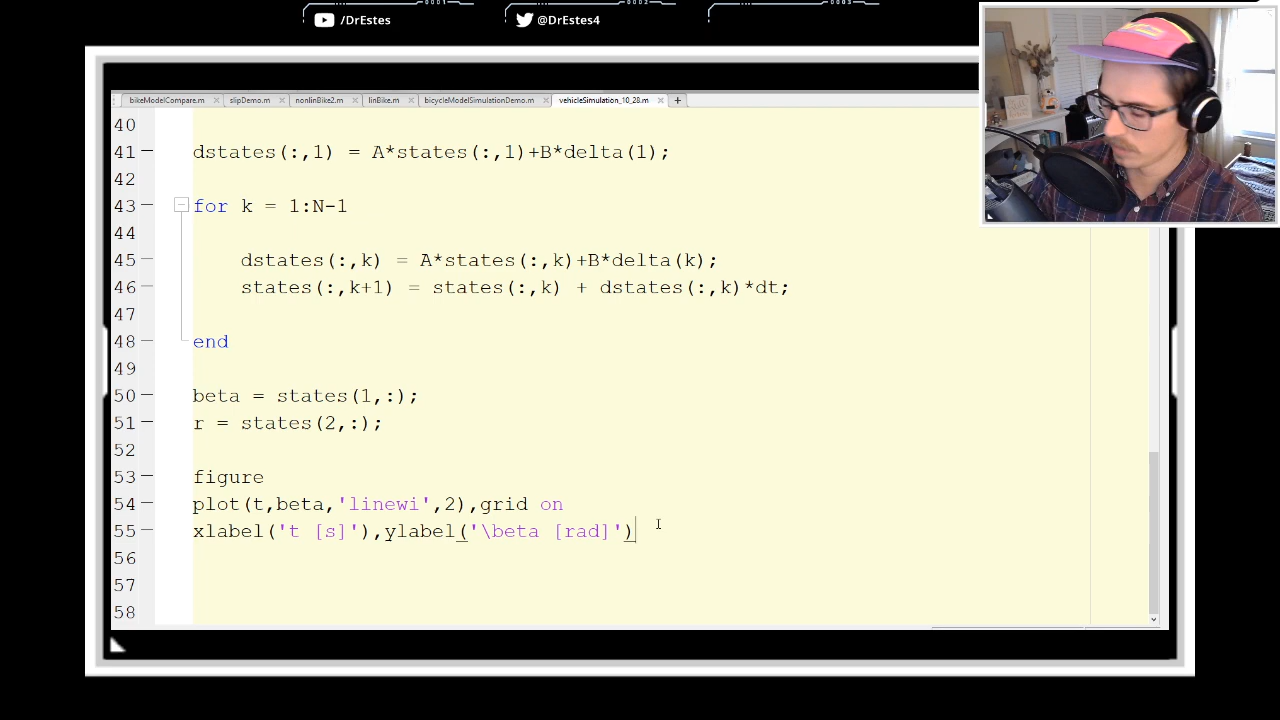 0001 0002 0003
/DrEstes @DrEstes4
bikeModelCompare.m slipDemo.m nonlinBike2.m linBike.m bicycleModelSimulationDemo.m vehicleSimulation_10_28.m
40
41 dstates(:,1) = A*states(:,1)+B*delta(1);
42
43 for k = 1:N-1
44
45 dstates(:,k) = A*states(:,k)+B*delta(k);
46 states(:,k+1) = states(:,k) + dstates(:,k)*dt;
47
48 end
49
50 beta = states(1,:);
51 r = states(2,:);
52
53 figure
54 plot(t,beta,'linewi',2),grid on
55 xlabel('t [s]'),ylabel('\beta [rad]')
56
57
58